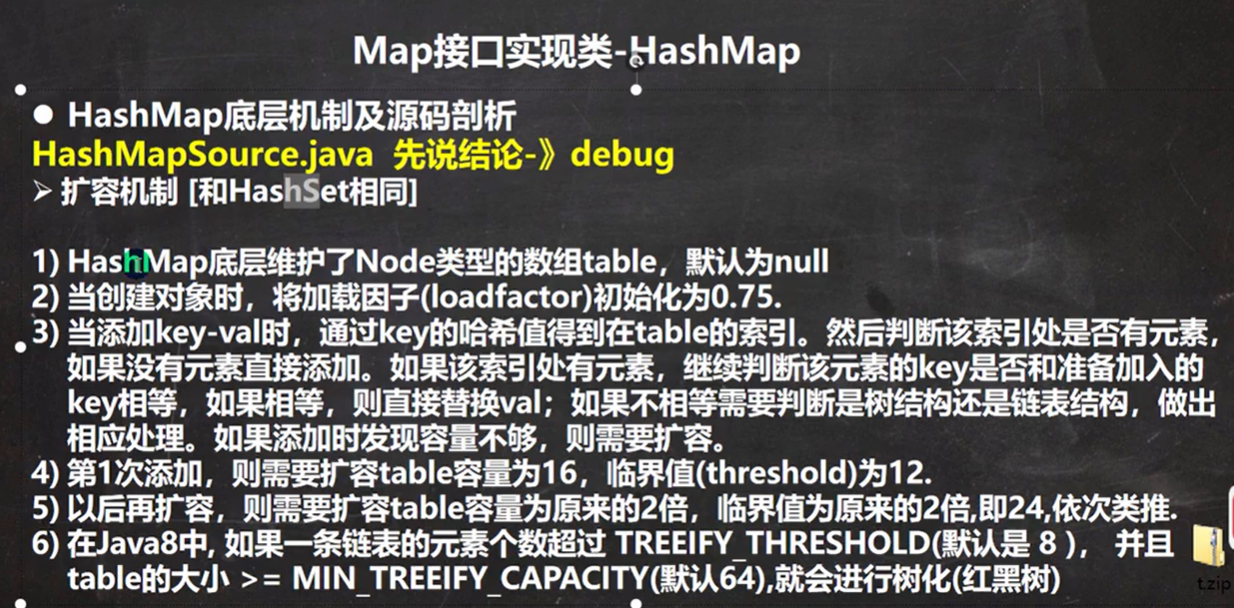 Map接口实现类-HashMap
● HashMap底层机制及源码剖析
HashMapSource.java 先说结论-》debug
➢ 扩容机制 [和HashSet相同]
1) HashMap底层维护了Node类型的数组table，默认为null
2) 当创建对象时，将加载因子(loadfactor)初始化为0.75.
3) 当添加key-val时，通过key的哈希值得到在table的索引。然后判断该索引处是否有元素，
如果没有元素直接添加。如果该索引处有元素，继续判断该元素的key是否和准备加入的
key相等，如果相等，则直接替换val；如果不相等需要判断是树结构还是链表结构，做出
相应处理。如果添加时发现容量不够，则需要扩容。
4) 第1次添加，则需要扩容table容量为16，临界值(threshold)为12.
5) 以后再扩容，则需要扩容table容量为原来的2倍，临界值为原来的2倍,即24,依次类推.
6) 在Java8中, 如果一条链表的元素个数超过 TREEIFY_THRESHOLD(默认是 8 )， 并且
table的大小 >= MIN_TREEIFY_CAPACITY(默认64),就会进行树化(红黑树)
t.zip